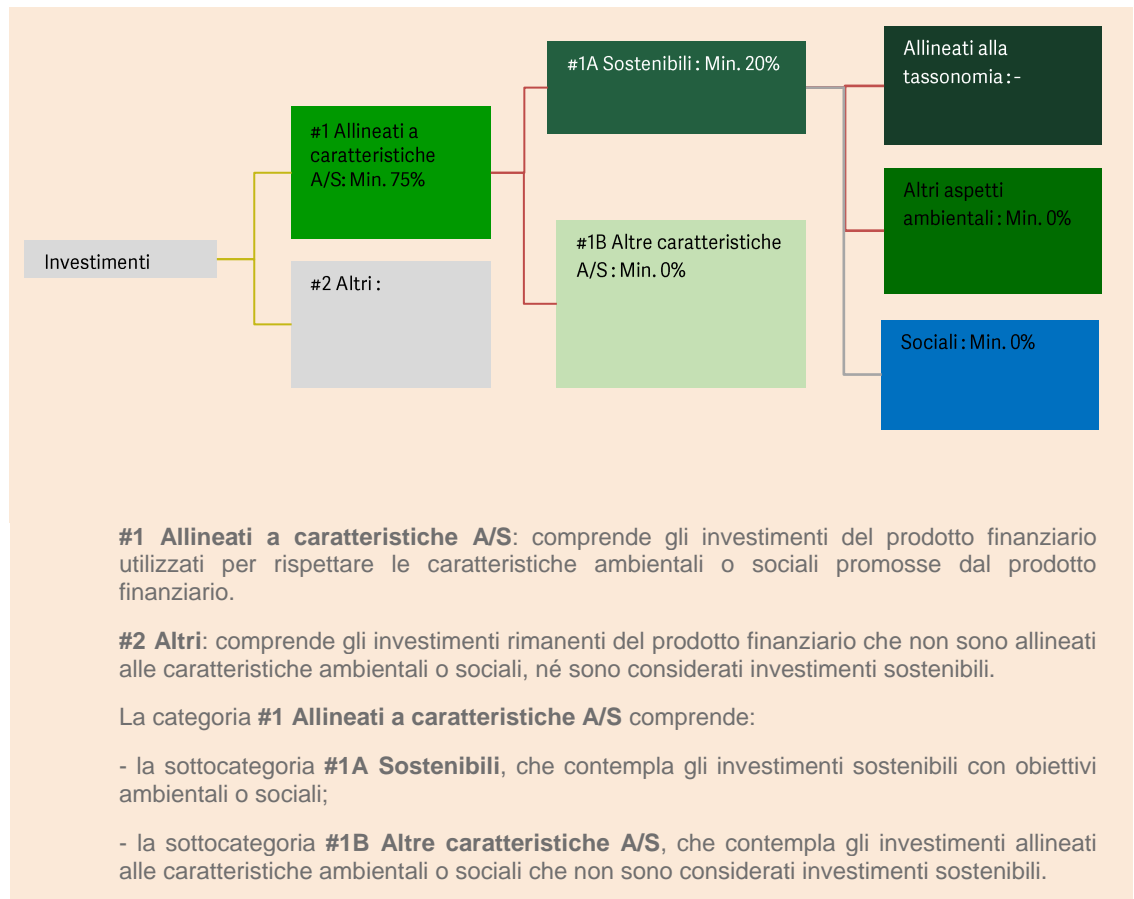 Investimenti
#1 Allineati a
caratteristiche
A/S: Min. 75%
#2 Altri :
#1A Sostenibili : Min. 20%
#1B Altre caratteristiche
A/S : Min. 0%
Allineati alla
tassonomia : -
Altri aspetti
ambientali : Min. 0%
Sociali : Min. 0%
#1 Allineati a caratteristiche A/S: comprende gli investimenti del prodotto finanziario
utilizzati per rispettare le caratteristiche ambientali o sociali promosse dal prodotto
finanziario.
#2 Altri: comprende gli investimenti rimanenti del prodotto finanziario che non sono allineati
alle caratteristiche ambientali o sociali, né sono considerati investimenti sostenibili.
La categoria #1 Allineati a caratteristiche A/S comprende:
- la sottocategoria #1A Sostenibili, che contempla gli investimenti sostenibili con obiettivi
ambientali o sociali;
- la sottocategoria #1B Altre caratteristiche A/S, che contempla gli investimenti allineati
alle caratteristiche ambientali o sociali che non sono considerati investimenti sostenibili.